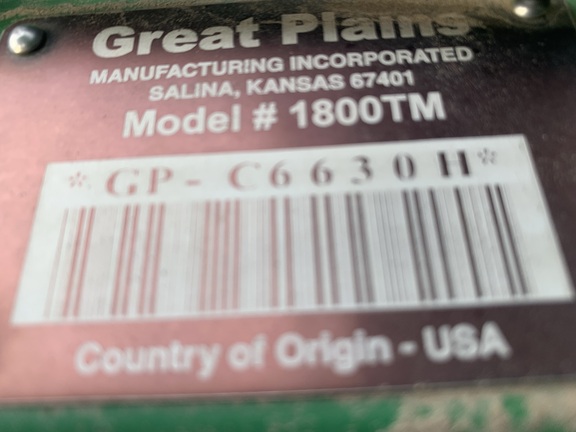 Great Plains
MANUFACTURING INCORPORATED
SALINA, KANSAS 67401
Model # 1800TM
*GP-C6630H*
Country of Origin - USA